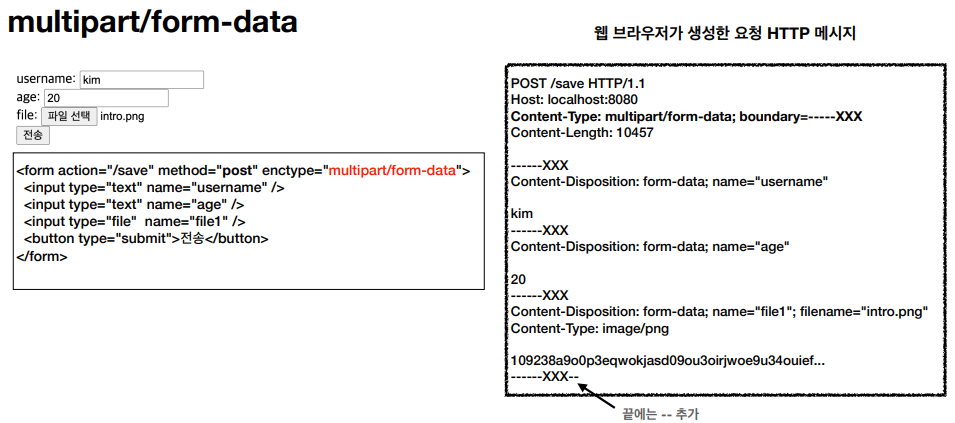 multipart/form-data
username: kim
age: 20
file: 파일 선택 intro.png
전송
<form action="/save" method="post" enctype="multipart/form-data">
<input type="text" name="username" />
<input type="text" name="age" />
<input type="file" name="file1" />
<button type="submit">전송</button>
</form>
웹 브라우저가 생성한 요청 HTTP 메시지
POST /save HTTP/1.1
Host: localhost:8080
Content-Type: multipart/form-data; boundary=-----XXX
Content-Length: 10457
------XXX
Content-Disposition: form-data; name="username"
kim
------XXX
Content-Disposition: form-data; name="age"
20
------XXX
Content-Disposition: form-data; name="file1"; filename="intro.png"
Content-Type: image/png
109238a9o0p3eqwokjasd09ou3oirjwoe9u34ouief...
------XXX--
끝에는 -- 추가